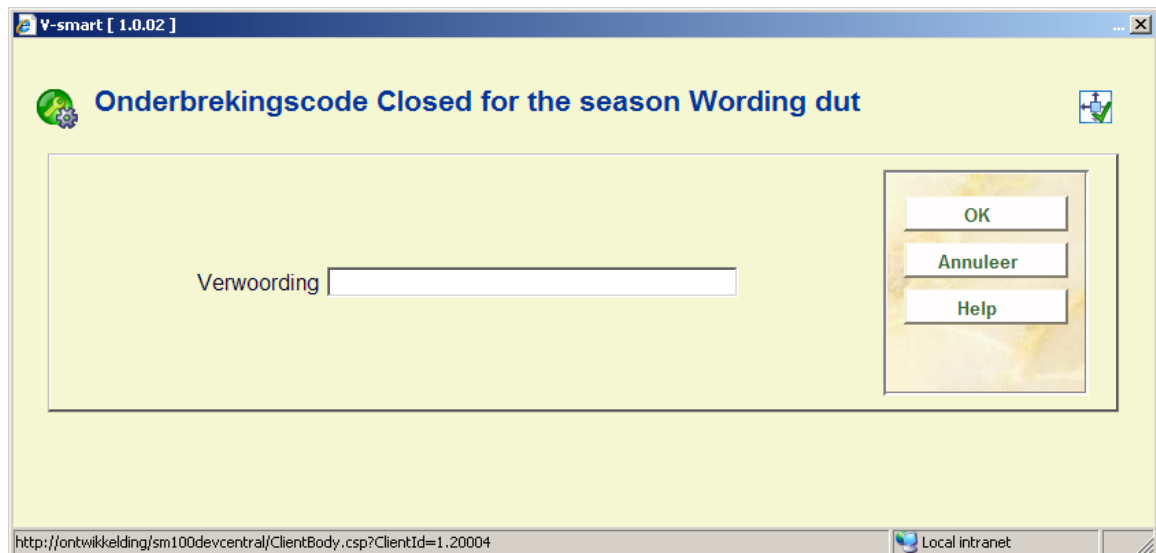 V-smart [ 1.0.02 ]
...
Onderbrekingscode Closed for the season Wording dut
Verwoording
OK
Annuleer
Help
http://ontwikkelding/sm100devcentral/ClientBody.csp?ClientId=1.20004
Local intranet